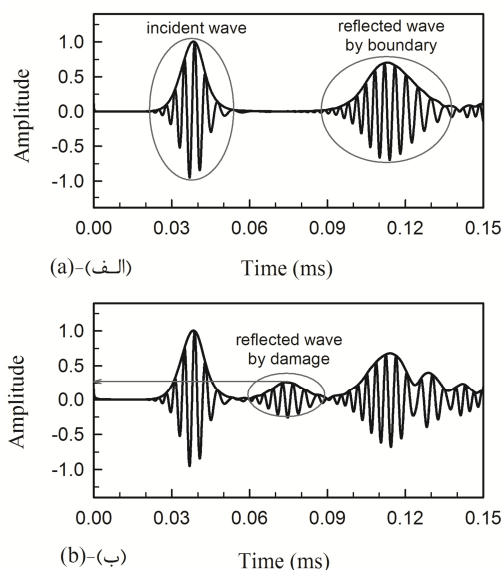 incident wave
reflected wave
by boundary
Amplitude
1.0
0.5
0.0
-0.5
-1.0
0.00 0.03 0.06 0.09 0.12 0.15
(a)-(الف) Time (ms)
reflected wave
by damage
Amplitude
1.0
0.5
0.0
-0.5
-1.0
0.00 0.03 0.06 0.09 0.12 0.15
(b)-(ب) Time (ms)